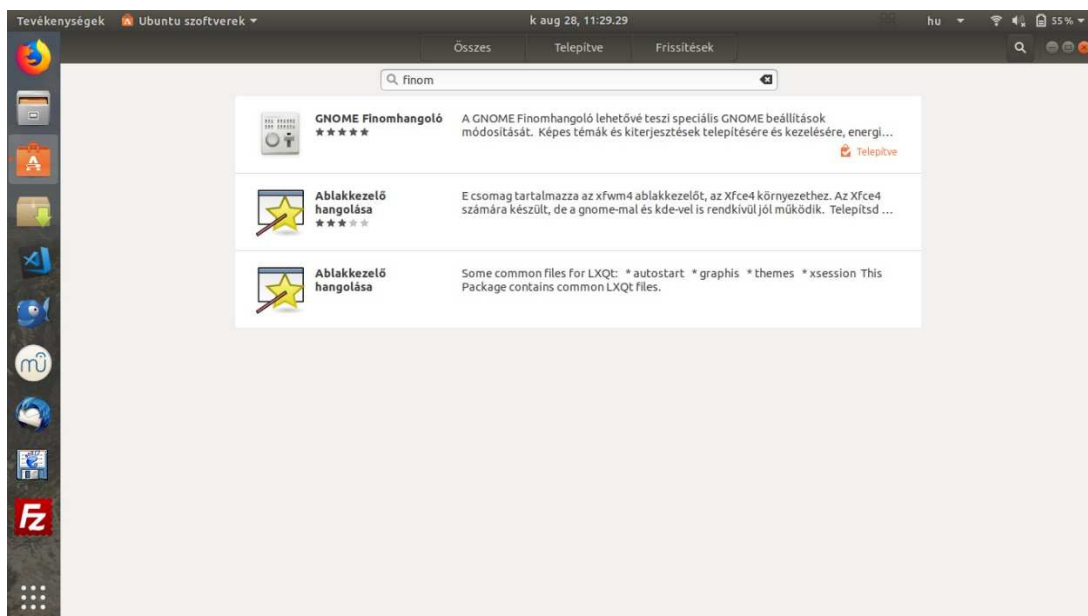 Tevékenységek Ubuntu szoftverek k aug 28, 11:29.29 hu 55 %
Összes Telepítve Frissítések
finom
GNOME Finomhangoló A GNOME Finomhangoló lehetővé teszi speciális GNOME beállítások
módosítását. Képes témák és kiterjesztések telepítésére és kezelésére, energi...
Telepítve
Ablakkezelő E csomag tartalmazza az xfwm4 ablakkezelőt, az Xfce4 környezethez. Az Xfce4
hangolása számára készült, de a gnome-mal és kde-vel is rendkívül jól működik. Telepítsd ...
Ablakkezelő Some common files for LXQt: * autostart * graphis * themes * xsession This
hangolása Package contains common LXQt files.
mü
Fz